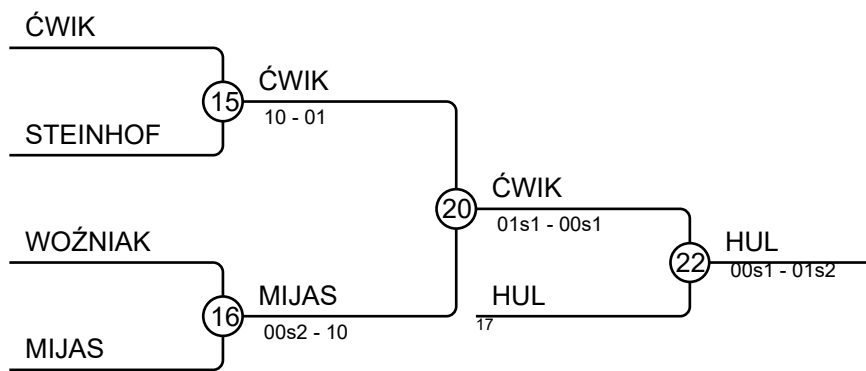 ĆWIK
STEINHOF
15
ĆWIK
10 - 01
WOŹNIAK
MIJAS
16
MIJAS
00s2 - 10
20
ĆWIK
01s1 - 00s1
HUL
17
22
HUL
00s1 - 01s2